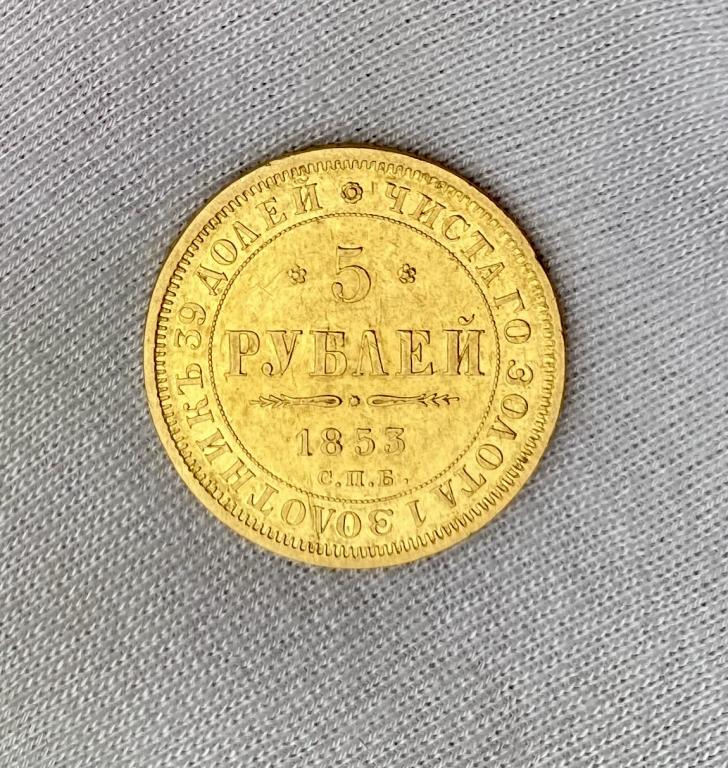 ЧИСТАГО ЗОЛОТА 1 ЗОЛОТНИКЪ 39 ДОЛЕЙ
5
РУБЛЕЙ
1853
С.П.Б.